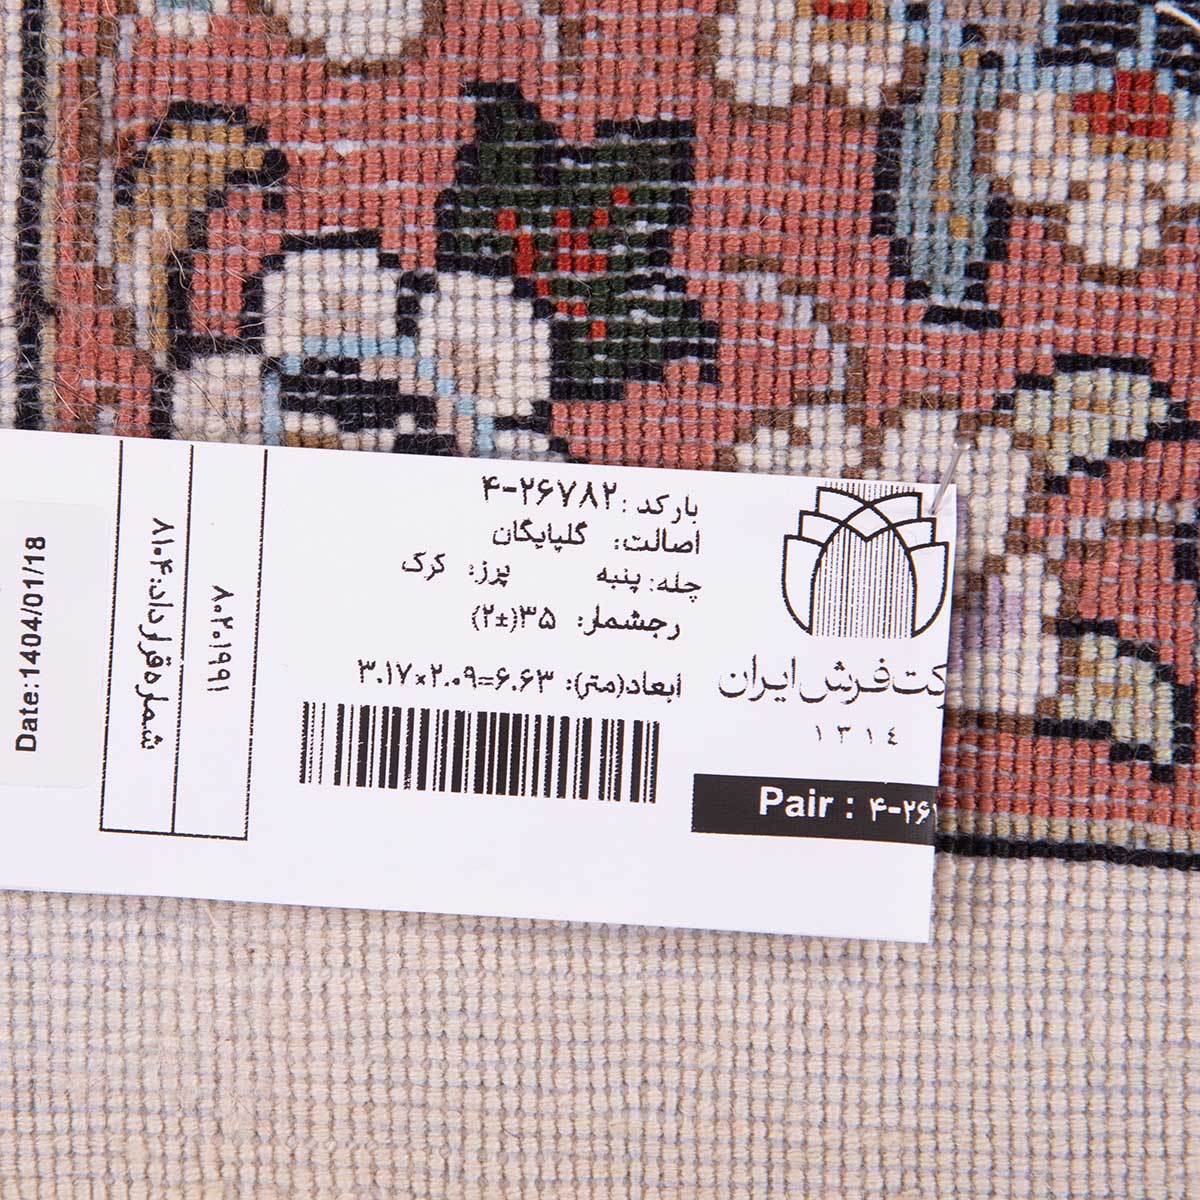 بارکد: ۴-۲۶۷۸۲
اصالت: گلپایگان
چله: پنبه پرز: کرک
رجشمار: ۳۵(±۲)
ابعاد(متر): ۳.۱۷×۲.۰۹=۶.۶۳
کت فرش ایران
۱۳۱۴
Pair : ۴-۲۶
۸۰۲۰۱۹۹۱
شماره قرارداد: ۸۱۰۴
Date:1404/01/18